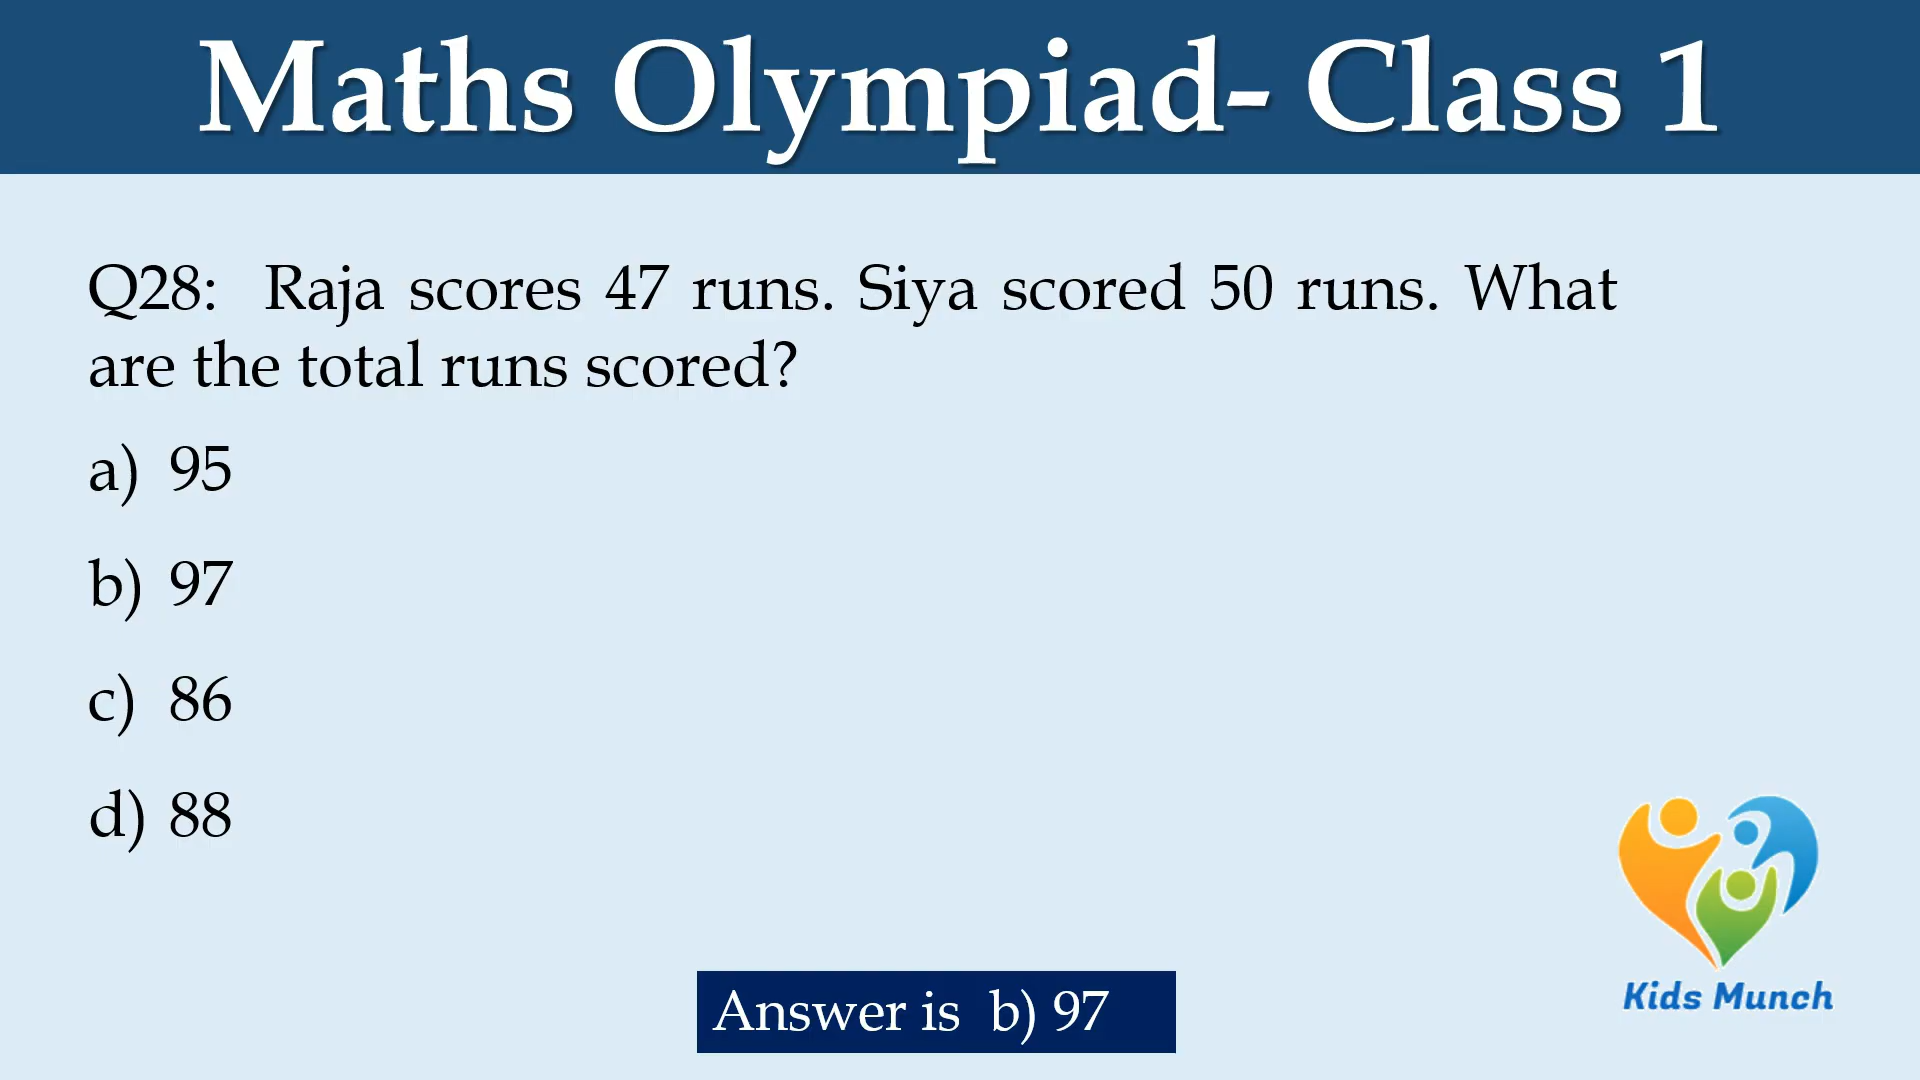 Maths Olympiad- Class 1
Q28: Raja scores 47 runs. Siya scored 50 runs. What
are the total runs scored?
a) 95
b) 97
c) 86
d) 88
Kids Munch
Answer is b) 97